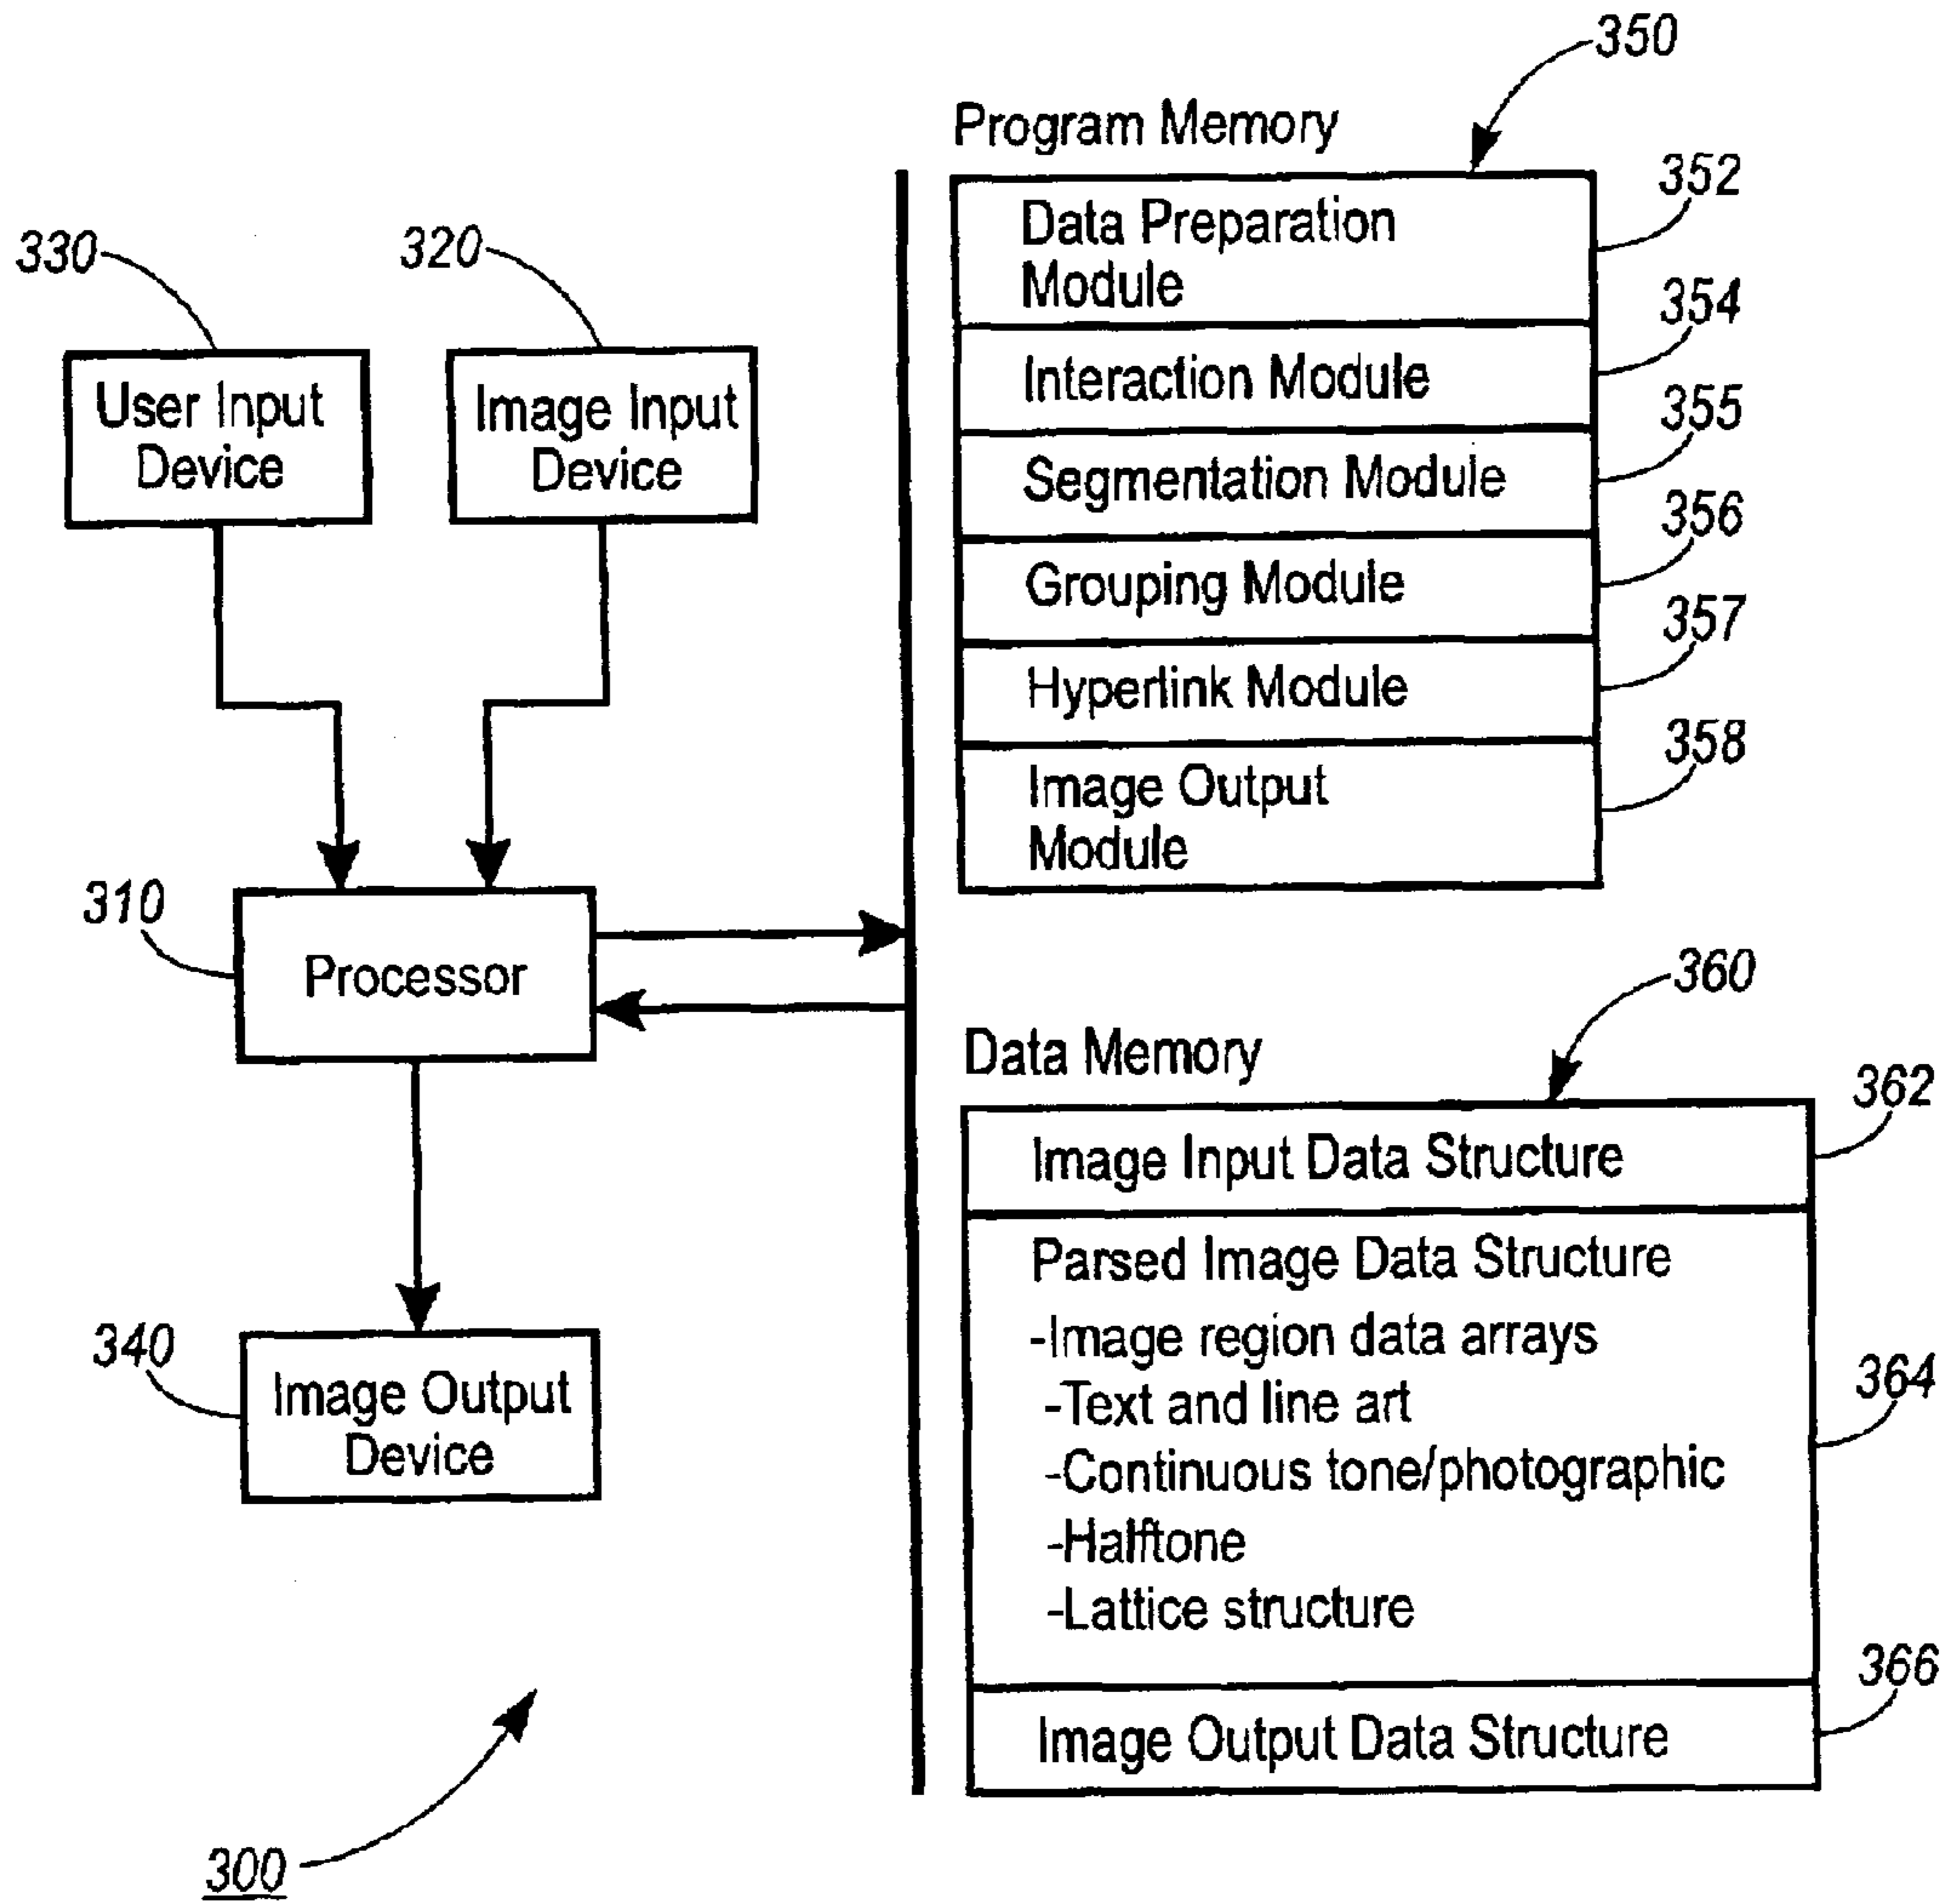 350
Program Memory
352
Data Preparation
Module
354
Interaction Module
355
Segmentation Module
356
Grouping Module
357
Hyperlink Module
358
Image Output
Module
330
User Input
Device
320
Image Input
Device
310
Processor
340
Image Output
Device
360
Data Memory
362
Image Input Data Structure
Parsed Image Data Structure
-Image region data arrays
364
-Text and line art
-Continuous tone/photographic
-Halftone
-Lattice structure
366
Image Output Data Structure
300